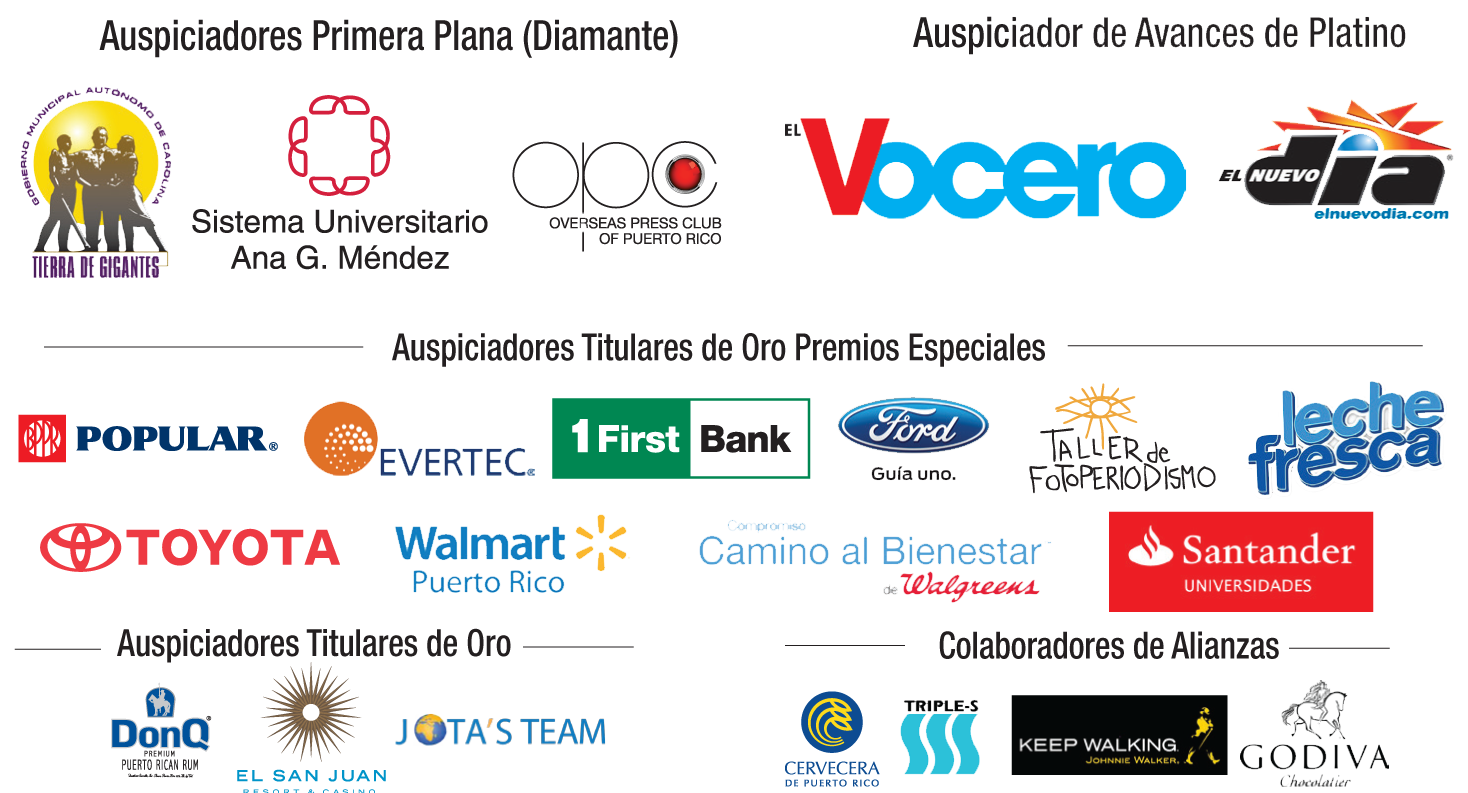 Auspiciadores Primera Plana (Diamante)
Auspiciador de Avances de Platino
GOBIERNO MUNICIPAL AUTÓNOMO DE CAROLINA
TIERRA DE GIGANTES
Sistema Universitario
Ana G. Méndez
opc
OVERSEAS PRESS CLUB
OF PUERTO RICO
EL Vocero
EL NUEVO día®
elnuevodia.com
Auspiciadores Titulares de Oro Premios Especiales
BPPR POPULAR®
EVERTEC
1 First Bank
Ford
Guía uno.
TALLER de
FOTOPERIODISMO
leche
fresca
TOYOTA
Walmart
Puerto Rico
Compromiso
Camino al Bienestar
de Walgreens
Santander
UNIVERSIDADES
Auspiciadores Titulares de Oro
Colaboradores de Alianzas
DonQ®
PREMIUM
PUERTO RICAN RUM
EL SAN JUAN
RESORT & CASINO
JOTA'S TEAM
CERVECERA
DE PUERTO RICO
TRIPLE-S
KEEP WALKING.
JOHNNIE WALKER.
GODIVA
Chocolatier